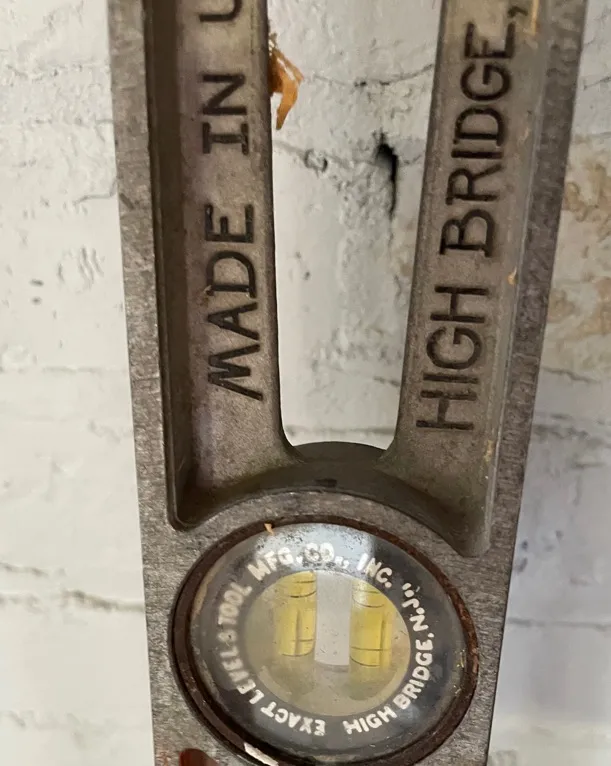 MADE IN U
HIGH BRIDGE,
EXACT LEVEL & TOOL MFG. CO., INC.
HIGH BRIDGE, N.J.